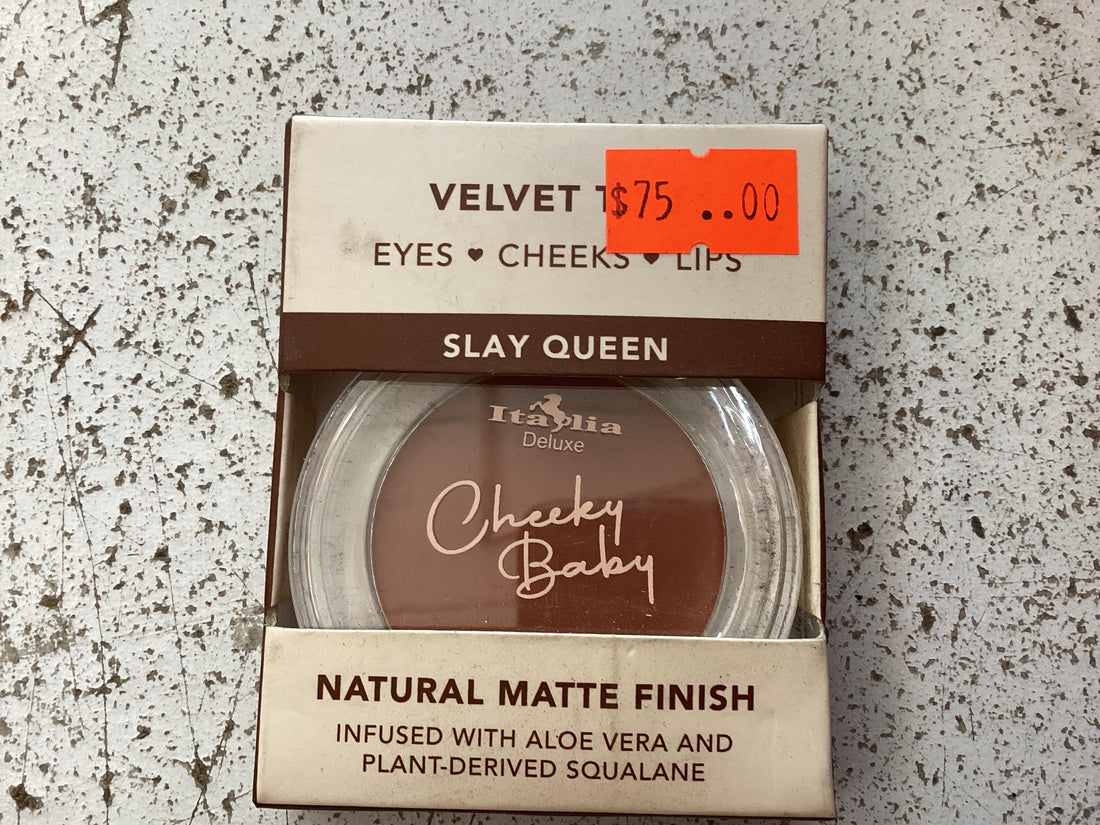 VELVET
$75 ..00
EYES ♥ CHEEKS ♥ LIPS
SLAY QUEEN
Italia
Deluxe
Cheeky
Baby
NATURAL MATTE FINISH
INFUSED WITH ALOE VERA AND
PLANT-DERIVED SQUALANE